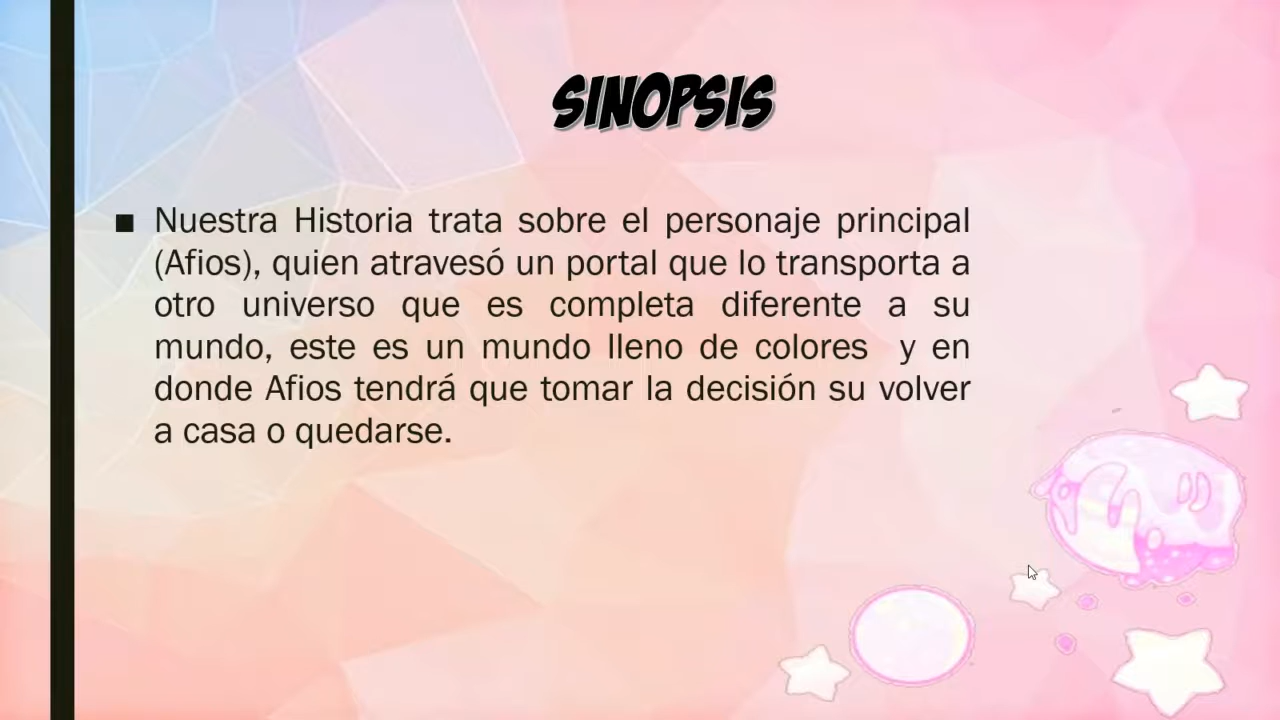 SINOPSIS
■ Nuestra Historia trata sobre el personaje principal
(Afios), quien atravesó un portal que lo transporta a
otro universo que es completa diferente a su
mundo, este es un mundo lleno de colores  y en
donde Afios tendrá que tomar la decisión su volver
a casa o quedarse.